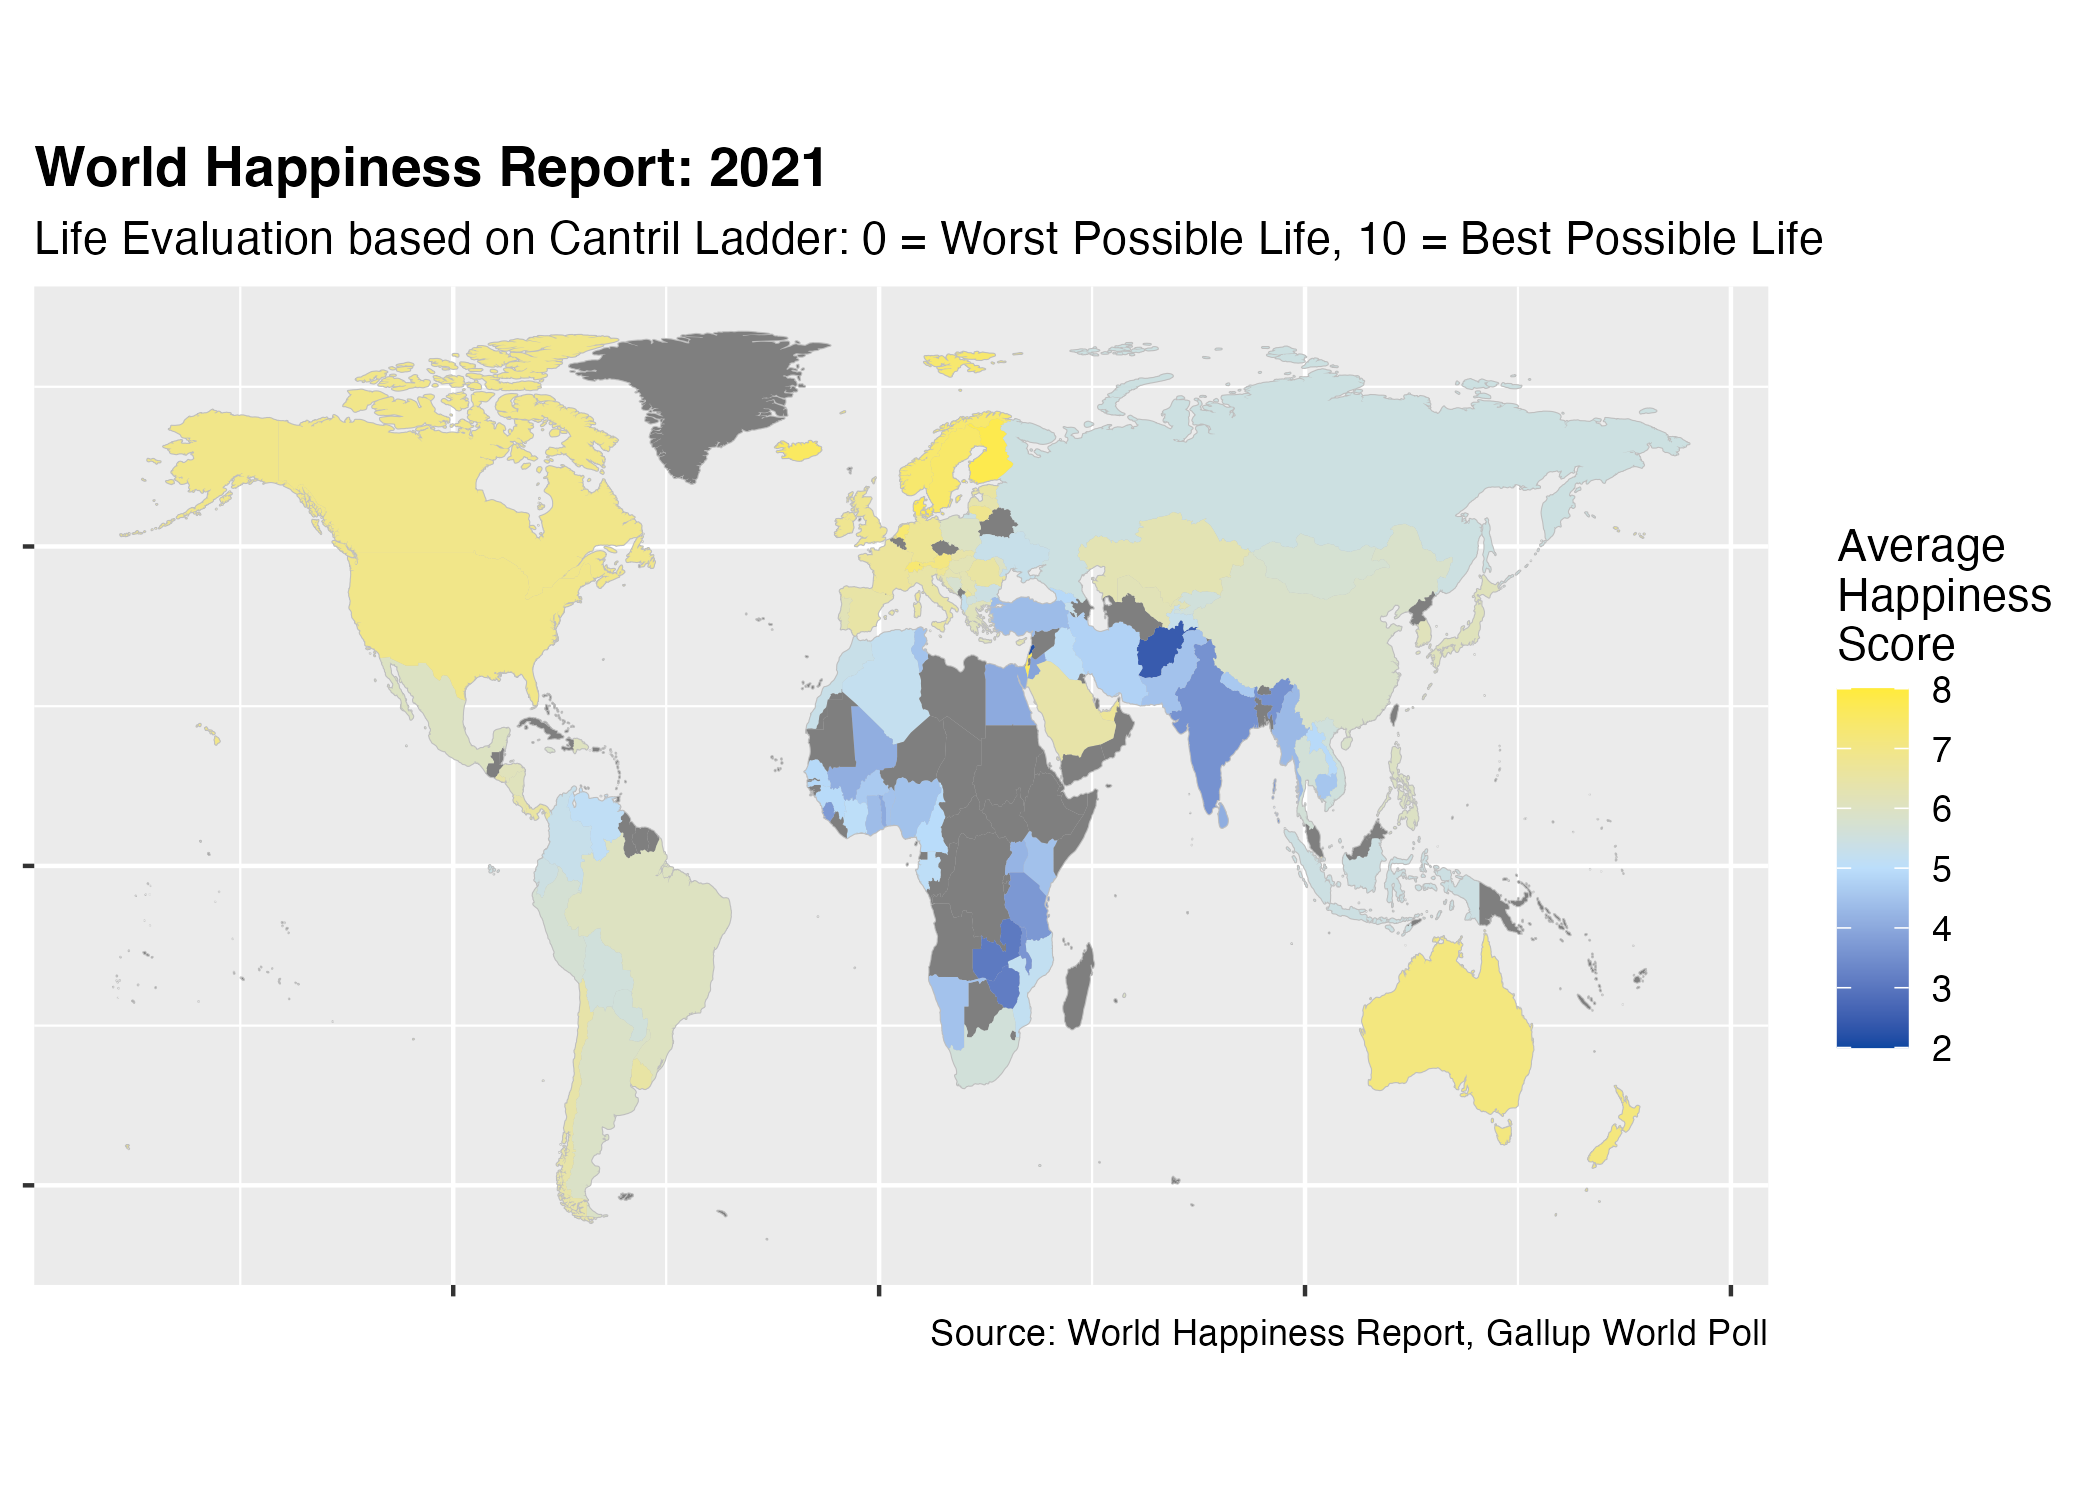 World Happiness Report: 2021
Life Evaluation based on Cantril Ladder: 0 = Worst Possible Life, 10 = Best Possible Life
Average
Happiness
Score
8
7
6
5
4
3
2
Source: World Happiness Report, Gallup World Poll